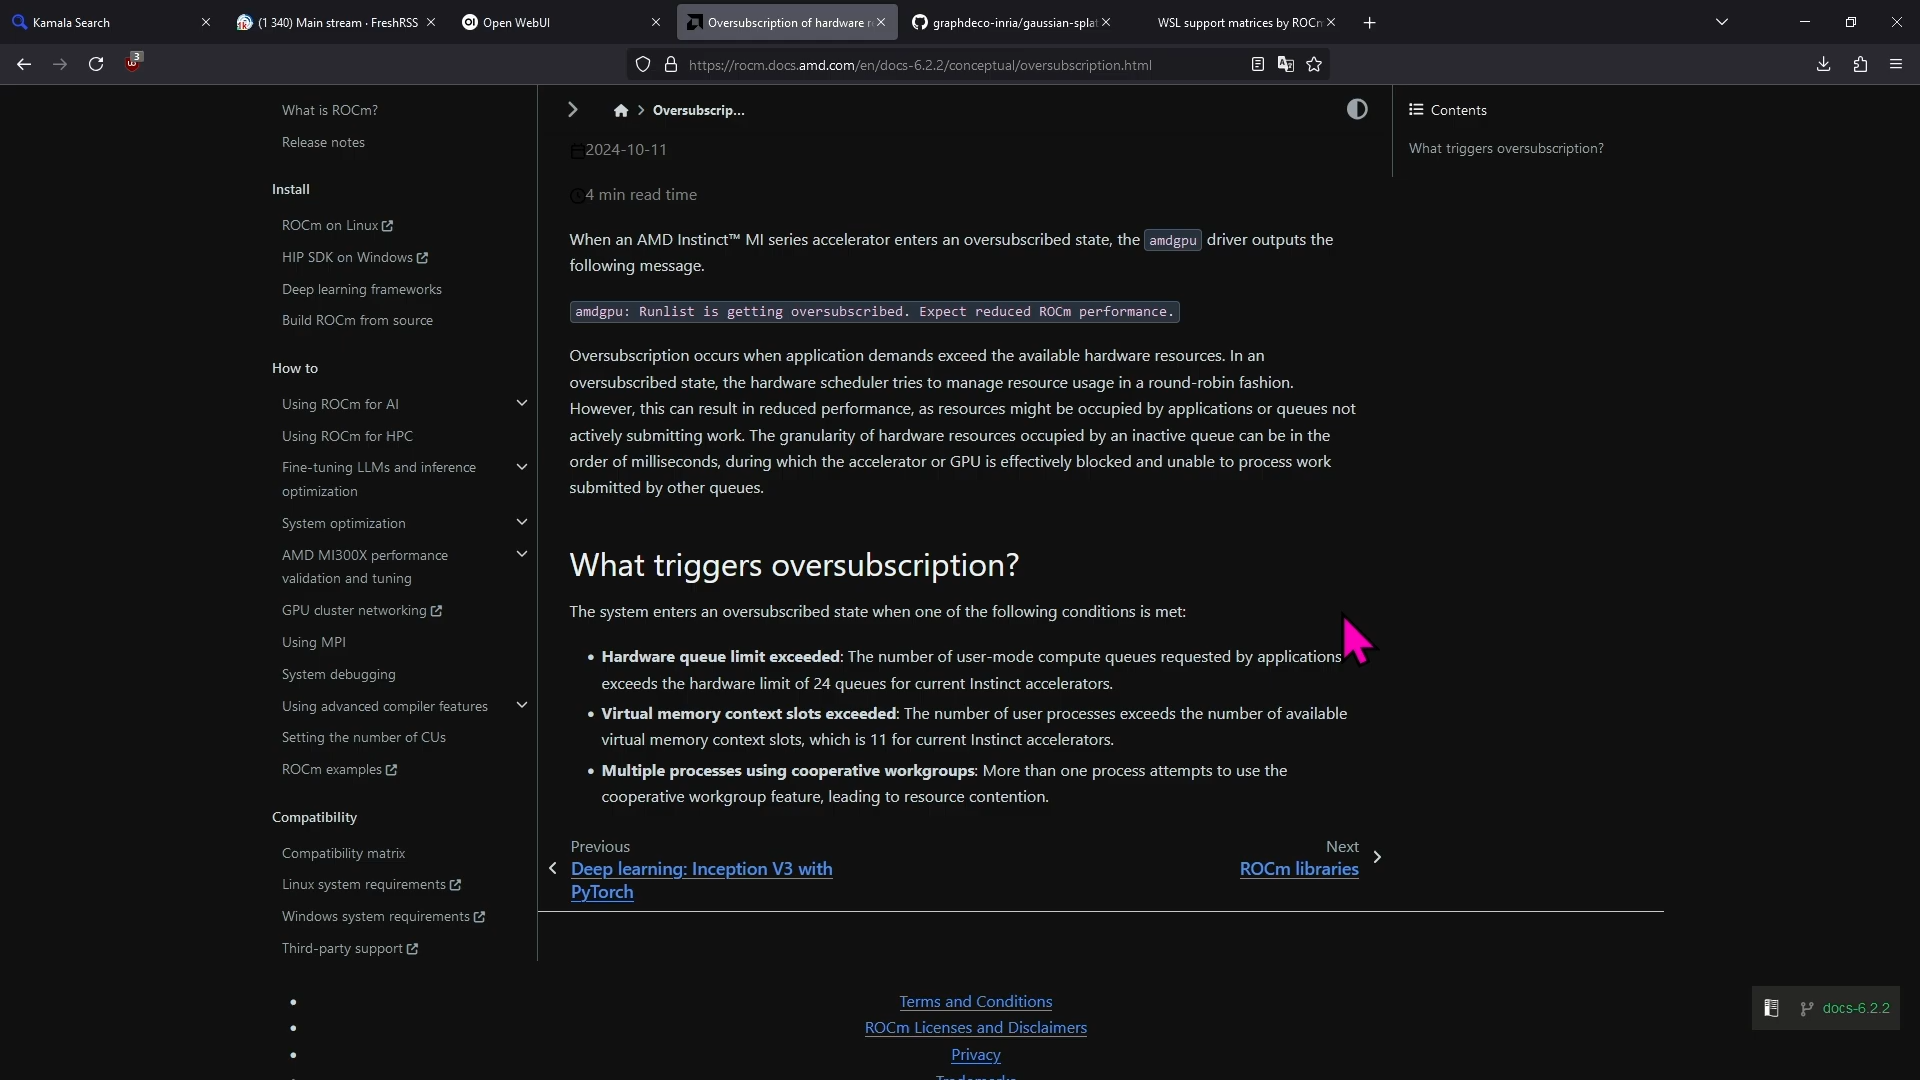 Kamala Search
(1 340) Main stream · FreshRSS
Open WebUI
Oversubscription of hardware r
graphdeco-inria/gaussian-splat
WSL support matrices by ROCm
3
https://rocm.docs.amd.com/en/docs-6.2.2/conceptual/oversubscription.html
What is ROCm?
Release notes
Install
ROCm on Linux
HIP SDK on Windows
Deep learning frameworks
Build ROCm from source
How to
Using ROCm for AI
Using ROCm for HPC
Fine-tuning LLMs and inference
optimization
System optimization
AMD MI300X performance
validation and tuning
GPU cluster networking
Using MPI
System debugging
Using advanced compiler features
Setting the number of CUs
ROCm examples
Compatibility
Compatibility matrix
Linux system requirements
Windows system requirements
Third-party support
Oversubscrip...
2024-10-11
4 min read time
When an AMD Instinct™ MI series accelerator enters an oversubscribed state, the amdgpu driver outputs the
following message.
amdgpu: Runlist is getting oversubscribed. Expect reduced ROCm performance.
Oversubscription occurs when application demands exceed the available hardware resources. In an
oversubscribed state, the hardware scheduler tries to manage resource usage in a round-robin fashion.
However, this can result in reduced performance, as resources might be occupied by applications or queues not
actively submitting work. The granularity of hardware resources occupied by an inactive queue can be in the
order of milliseconds, during which the accelerator or GPU is effectively blocked and unable to process work
submitted by other queues.
What triggers oversubscription?
The system enters an oversubscribed state when one of the following conditions is met:
• Hardware queue limit exceeded: The number of user-mode compute queues requested by applications
exceeds the hardware limit of 24 queues for current Instinct accelerators.
• Virtual memory context slots exceeded: The number of user processes exceeds the number of available
virtual memory context slots, which is 11 for current Instinct accelerators.
• Multiple processes using cooperative workgroups: More than one process attempts to use the
cooperative workgroup feature, leading to resource contention.
Previous
Deep learning: Inception V3 with
PyTorch
Next
ROCm libraries
Contents
What triggers oversubscription?
Terms and Conditions
ROCm Licenses and Disclaimers
Privacy
Trademarks
docs-6.2.2